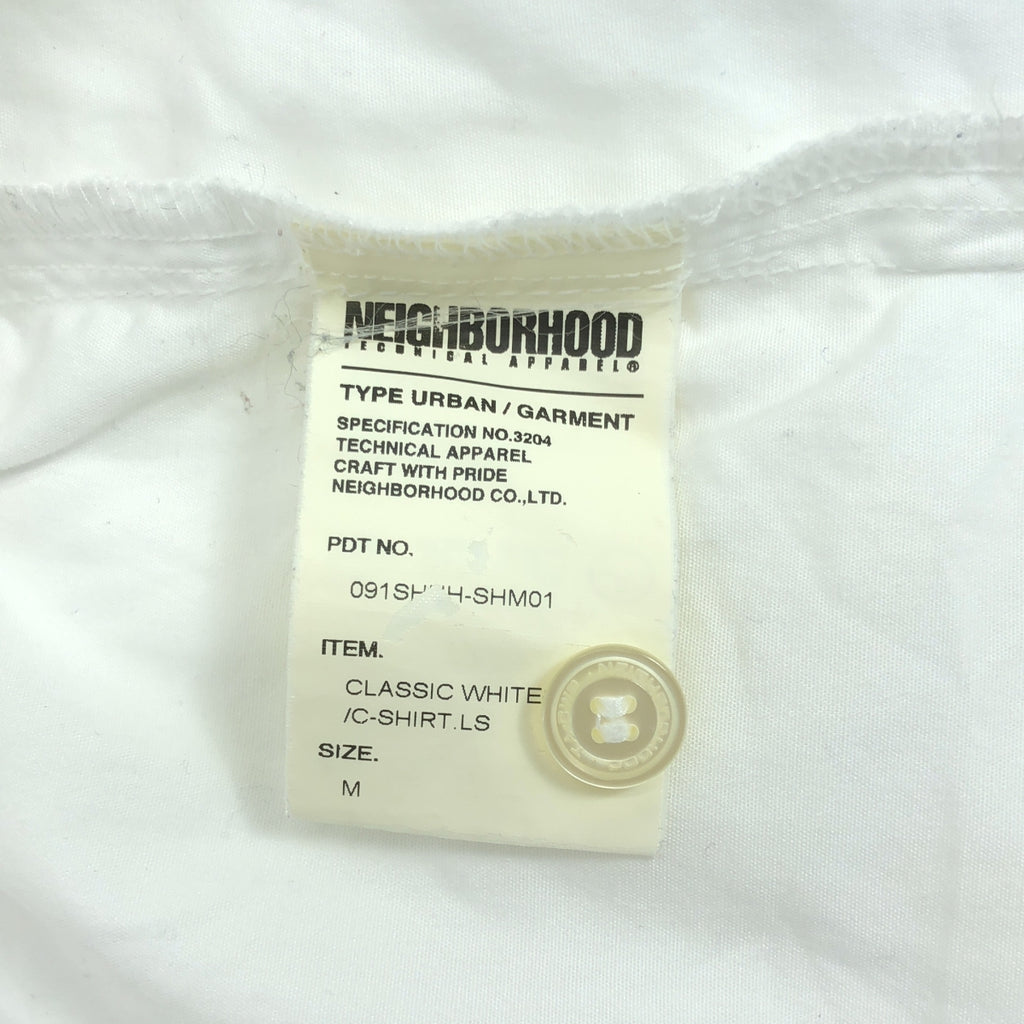 NEIGHBORHOOD
TECHNICAL APPAREL®
TYPE URBAN / GARMENT
SPECIFICATION NO.3204
TECHNICAL APPAREL
CRAFT WITH PRIDE
NEIGHBORHOOD CO.,LTD.
PDT NO.
ITEM.
CLASSIC WHITE
/C-SHIRT.LS
SIZE.
M